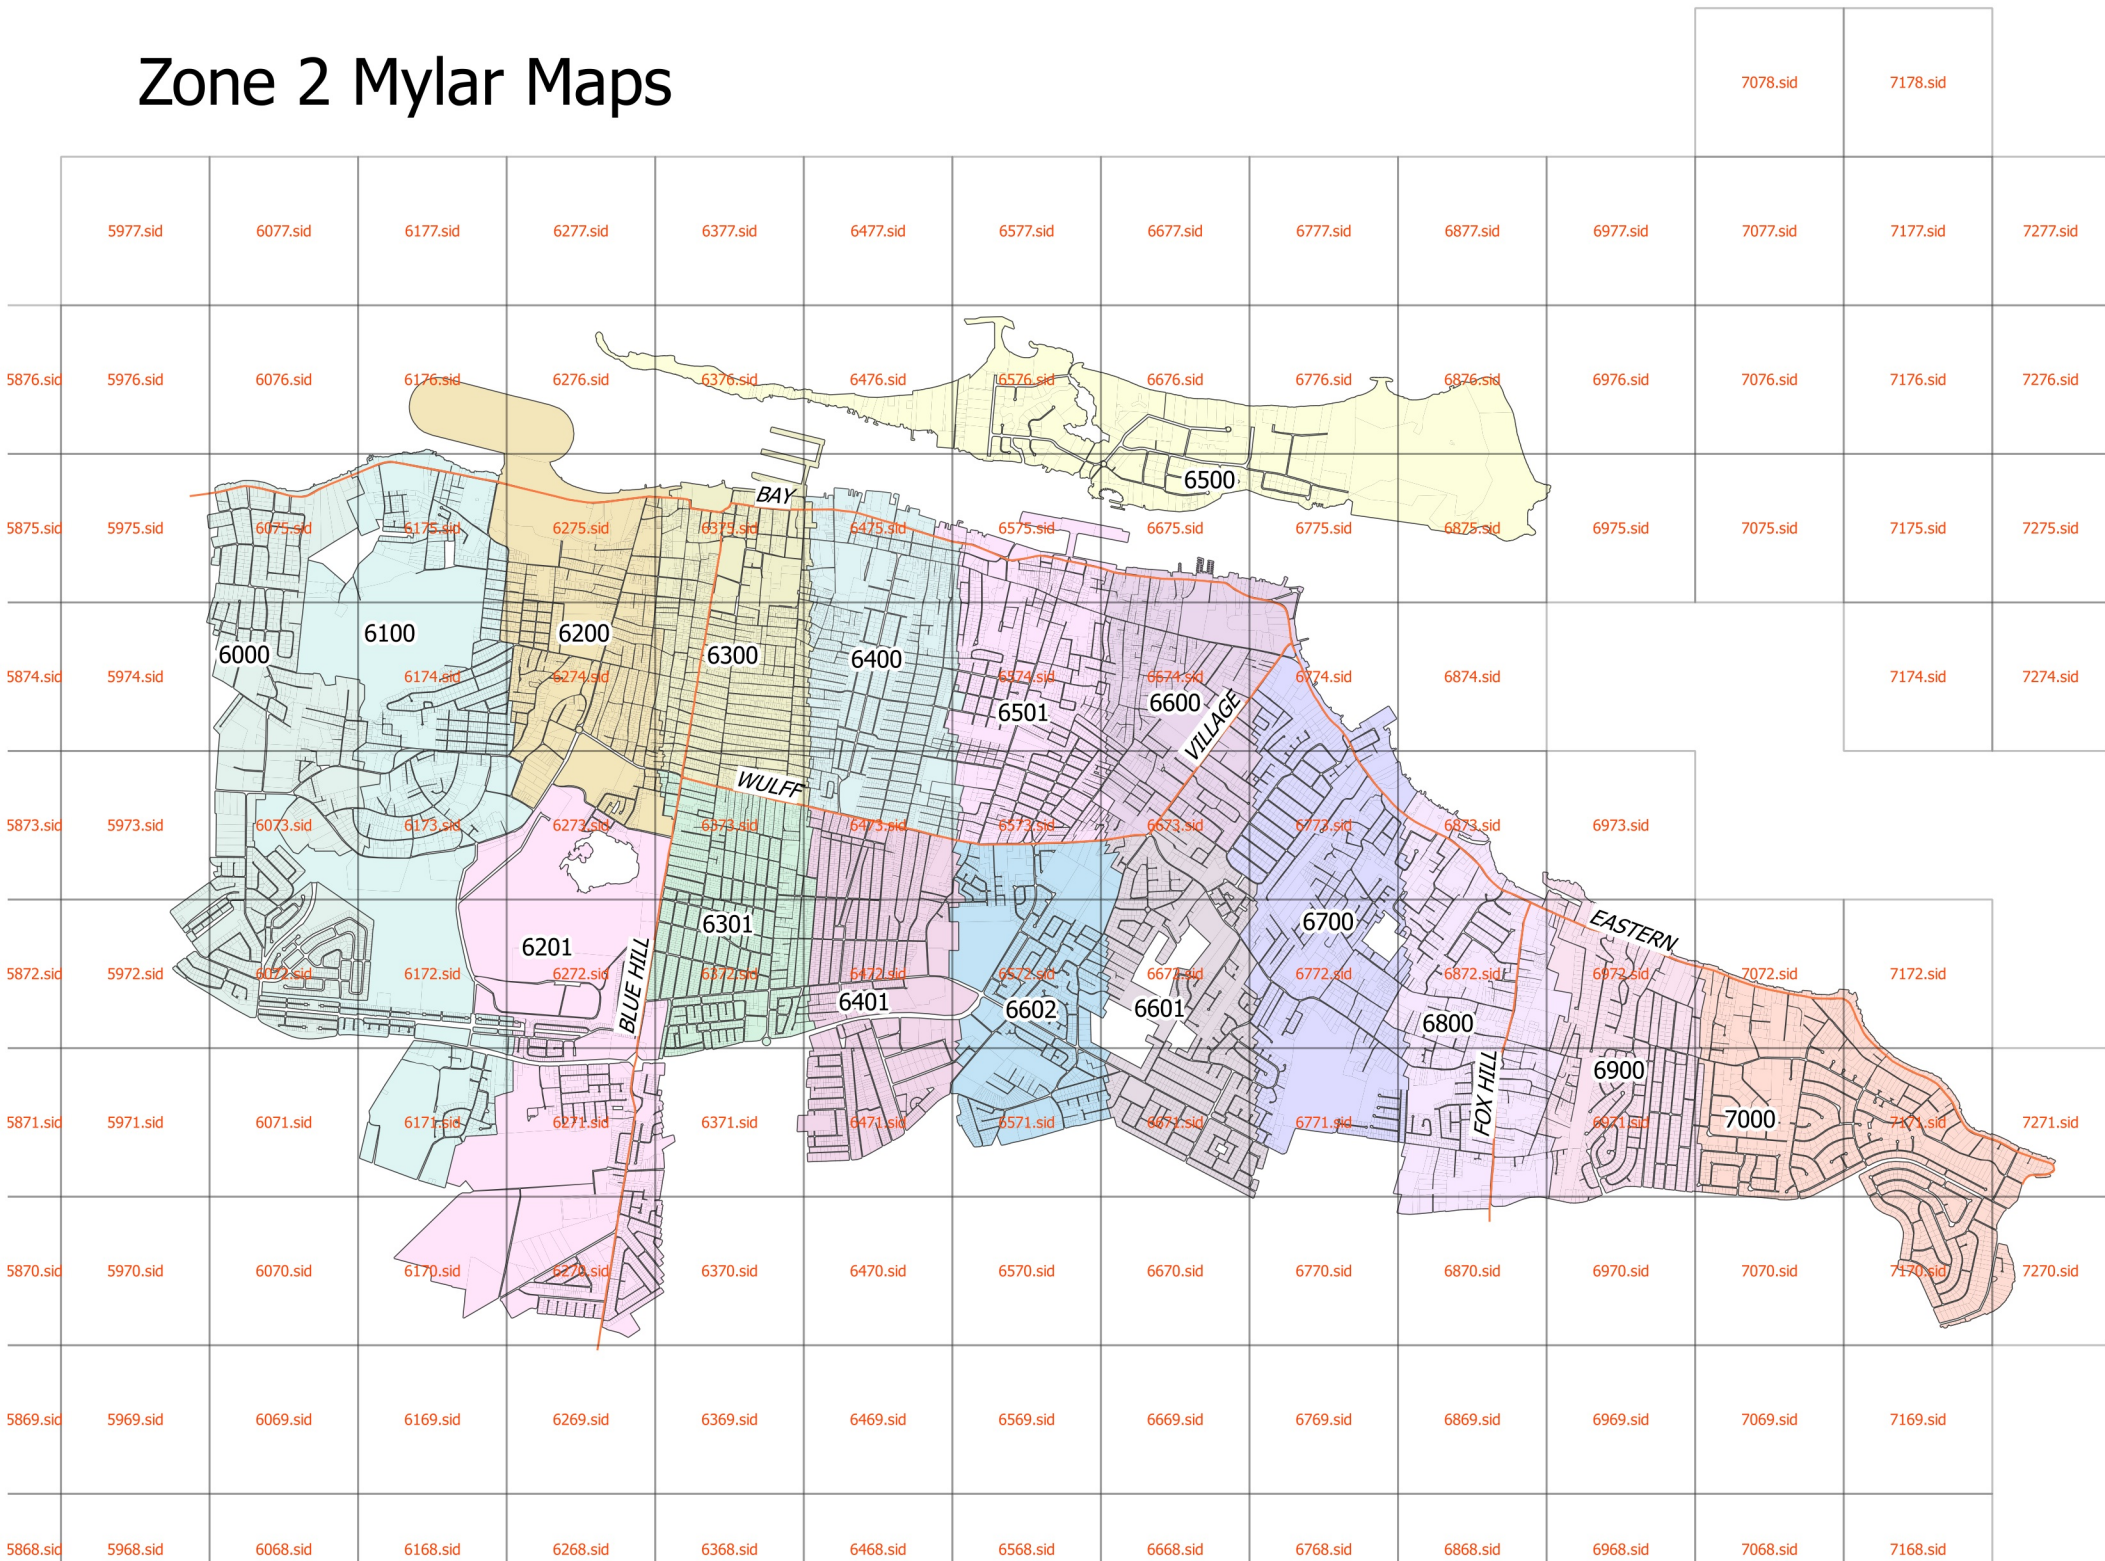 Zone 2 Mylar Maps
7078.sid 7178.sid
5977.sid 6077.sid 6177.sid 6277.sid 6377.sid 6477.sid 6577.sid 6677.sid 6777.sid 6877.sid 6977.sid 7077.sid 7177.sid 7277.sid
5876.sid 5976.sid 6076.sid 6176.sid 6276.sid 6376.sid 6476.sid 6576.sid 6676.sid 6776.sid 6876.sid 6976.sid 7076.sid 7176.sid 7276.sid
6500
BAY
5875.sid 5975.sid 6075.sid 6175.sid 6275.sid 6375.sid 6475.sid 6575.sid 6675.sid 6775.sid 6875.sid 6975.sid 7075.sid 7175.sid 7275.sid
6000 6100 6200 6300 6400
5874.sid 5974.sid 6174.sid 6274.sid 6574.sid 6674.sid 6774.sid 6874.sid 7174.sid 7274.sid
6501 6600
VILLAGE
WULFF
5873.sid 5973.sid 6073.sid 6173.sid 6273.sid 6373.sid 6473.sid 6573.sid 6673.sid 6773.sid 6873.sid 6973.sid
6201 6301 6700
EASTERN
BLUE HILL
5872.sid 5972.sid 6072.sid 6172.sid 6272.sid 6372.sid 6472.sid 6572.sid 6672.sid 6772.sid 6872.sid 6972.sid 7072.sid 7172.sid
6401 6602 6601 6800
6900
FOX HILL
7000
5871.sid 5971.sid 6071.sid 6171.sid 6271.sid 6371.sid 6471.sid 6571.sid 6671.sid 6771.sid 6971.sid 7171.sid 7271.sid
5870.sid 5970.sid 6070.sid 6170.sid 6270.sid 6370.sid 6470.sid 6570.sid 6670.sid 6770.sid 6870.sid 6970.sid 7070.sid 7170.sid 7270.sid
5869.sid 5969.sid 6069.sid 6169.sid 6269.sid 6369.sid 6469.sid 6569.sid 6669.sid 6769.sid 6869.sid 6969.sid 7069.sid 7169.sid
5868.sid 5968.sid 6068.sid 6168.sid 6268.sid 6368.sid 6468.sid 6568.sid 6668.sid 6768.sid 6868.sid 6968.sid 7068.sid 7168.sid